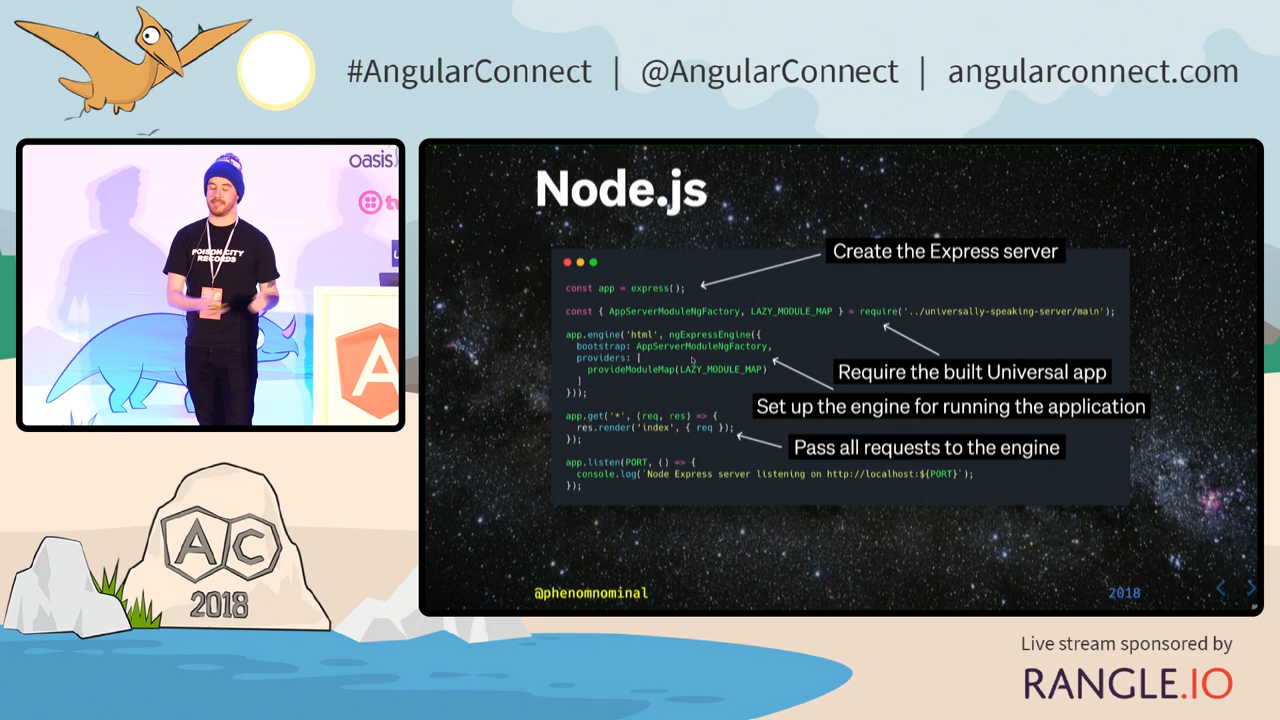 #AngularConnect | @AngularConnect | angularconnect.com
oasis
POISON CITY
RECORDS
A
AC
2018
Node.js
Create the Express server
const app = express();
const { AppServerModuleNgFactory, LAZY_MODULE_MAP } = require('../universally-speaking-server/main');
app.engine('html', ngExpressEngine({
bootstrap: AppServerModuleNgFactory,
providers: [
provideModuleMap(LAZY_MODULE_MAP)
]
}));
Require the built Universal app
Set up the engine for running the application
app.get('*', (req, res) => {
res.render('index', { req });
});
Pass all requests to the engine
app.listen(PORT, () => {
console.log(`Node Express server listening on http://localhost:${PORT}`);
});
@phenomnominal
2018
Live stream sponsored by
RANGLE.IO